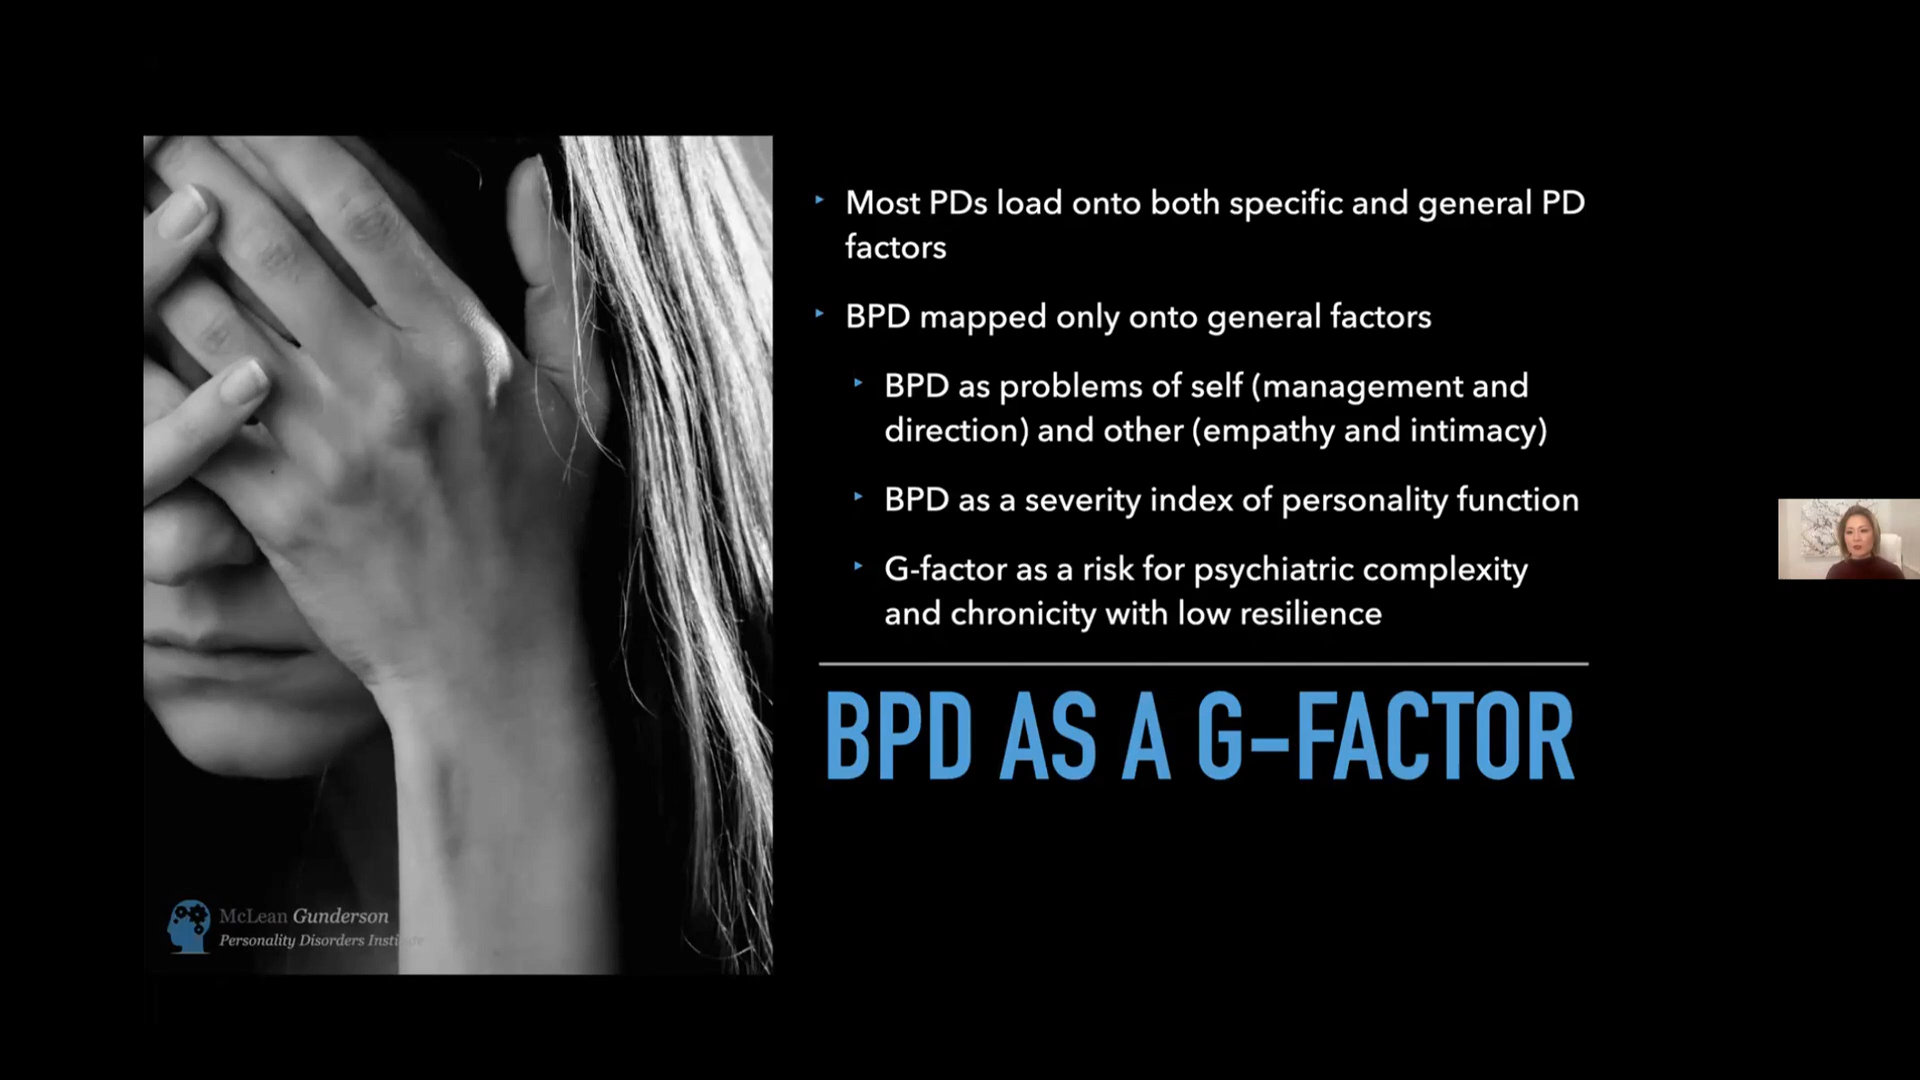 Most PDs load onto both specific and general PD
factors
BPD mapped only onto general factors
BPD as problems of self (management and
direction) and other (empathy and intimacy)
BPD as a severity index of personality function
G-factor as a risk for psychiatric complexity
and chronicity with low resilience
BPD AS A G-FACTOR
McLean Gunderson
Personality Disorders Institute